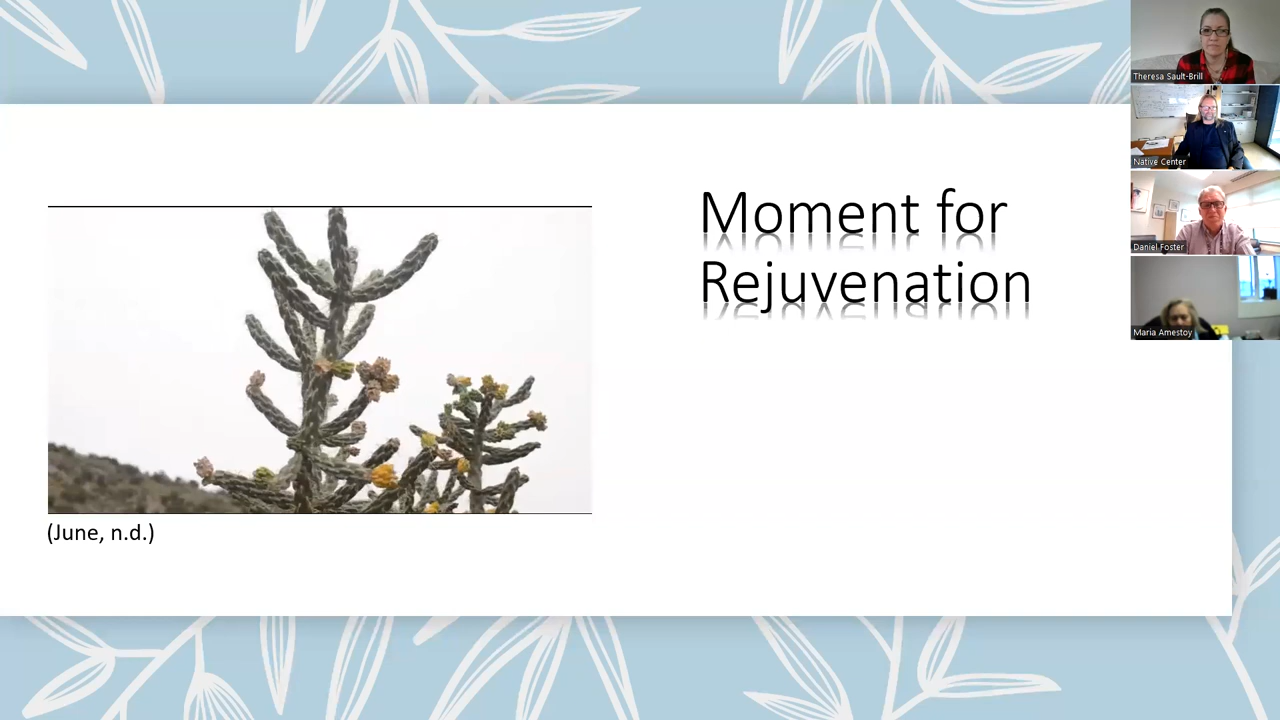 Moment for
Rejuvenation
(June, n.d.)
Theresa Sault-Brill
Native Center
Daniel Foster
Maria Amestoy